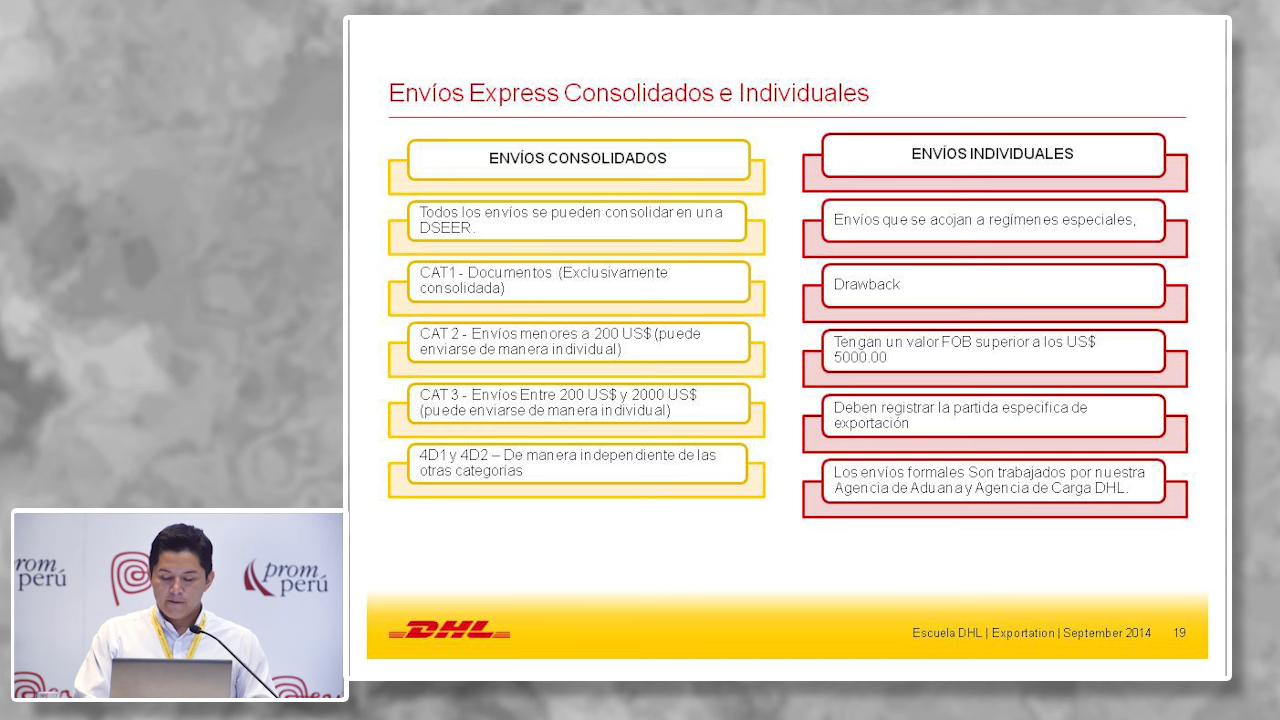 Envíos Express Consolidados e Individuales
ENVÍOS CONSOLIDADOS
Todos los envíos se pueden consolidar en una
DSEER.
CAT1 - Documentos (Exclusivamente
consolidada)
CAT 2 - Envíos menores a 200 US$ (puede
enviarse de manera individual)
CAT 3 - Envíos Entre 200 US$ y 2000 US$
(puede enviarse de manera individual)
4D1 y 4D2 – De manera independiente de las
otras categorías
ENVÍOS INDIVIDUALES
Envíos que se acojan a regímenes especiales,
Drawback
Tengan un valor FOB superior a los US$
5000.00
Deben registrar la partida especifica de
exportación
Los envíos formales Son trabajados por nuestra
Agencia de Aduana y Agencia de Carga DHL.
DHL
Escuela DHL | Exportation | September 2014 19
rom
perú
prom
perú